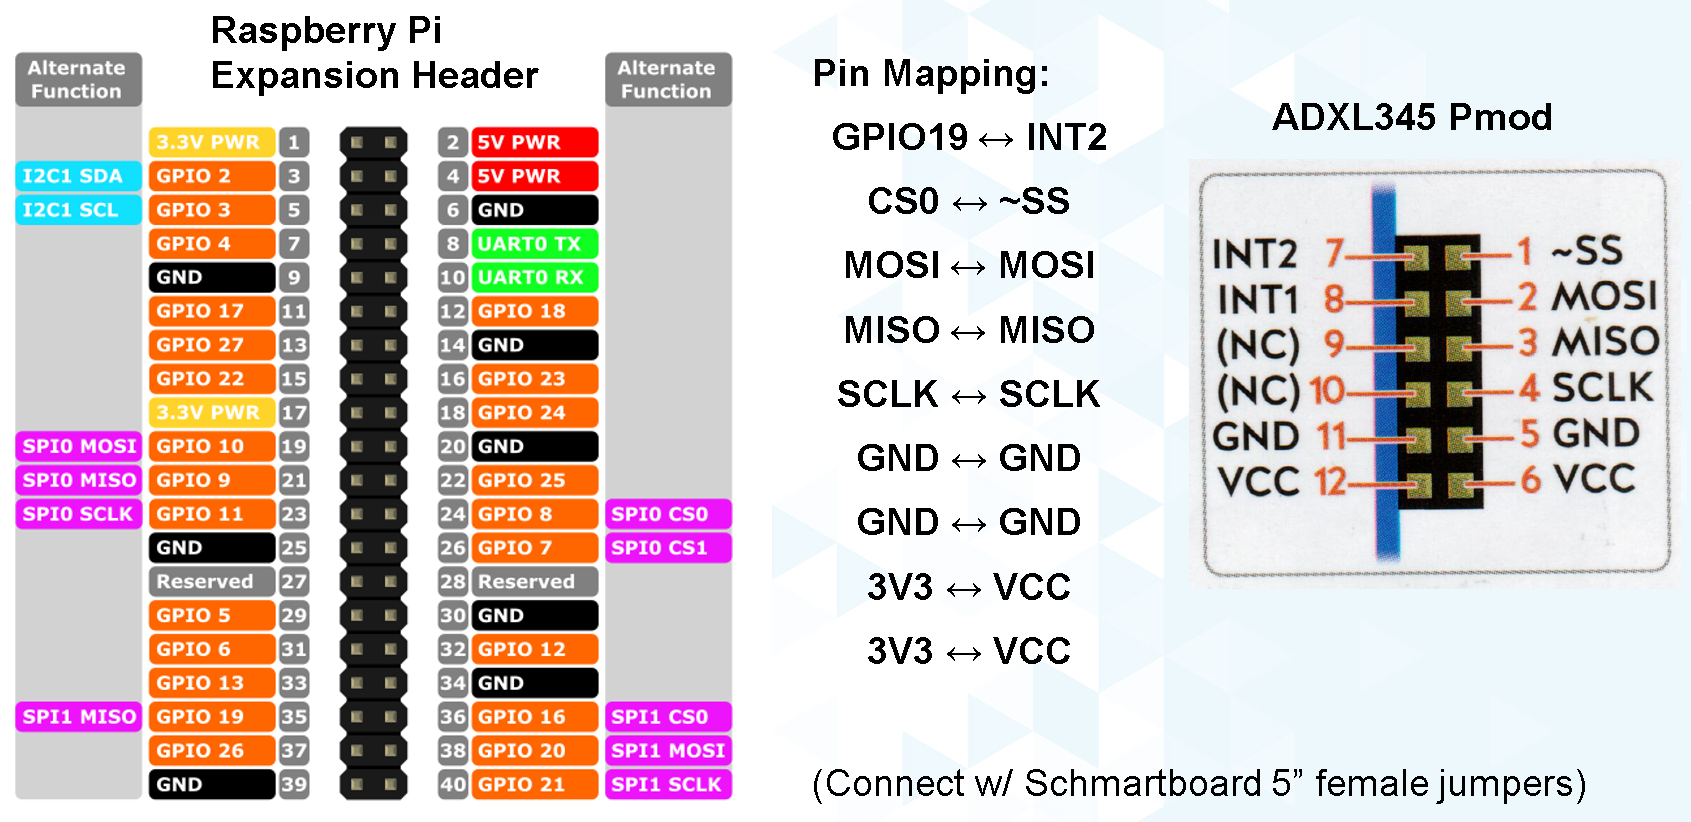 Raspberry Pi
Expansion Header
Alternate
Function
Alternate
Function
3.3V PWR 1 2 5V PWR
I2C1 SDA GPIO 2 3 4 5V PWR
I2C1 SCL GPIO 3 5 6 GND
GPIO 4 7 8 UART0 TX
GND 9 10 UART0 RX
GPIO 17 11 12 GPIO 18
GPIO 27 13 14 GND
GPIO 22 15 16 GPIO 23
3.3V PWR 17 18 GPIO 24
SPI0 MOSI GPIO 10 19 20 GND
SPI0 MISO GPIO 9 21 22 GPIO 25
SPI0 SCLK GPIO 11 23 24 GPIO 8 SPI0 CS0
GND 25 26 GPIO 7 SPI0 CS1
Reserved 27 28 Reserved
GPIO 5 29 30 GND
GPIO 6 31 32 GPIO 12
GPIO 13 33 34 GND
SPI1 MISO GPIO 19 35 36 GPIO 16 SPI1 CS0
GPIO 26 37 38 GPIO 20 SPI1 MOSI
GND 39 40 GPIO 21 SPI1 SCLK
Pin Mapping:
GPIO19 ↔ INT2
CS0 ↔ ~SS
MOSI ↔ MOSI
MISO ↔ MISO
SCLK ↔ SCLK
GND ↔ GND
GND ↔ GND
3V3 ↔ VCC
3V3 ↔ VCC
ADXL345 Pmod
INT2 7 1 ~SS
INT1 8 2 MOSI
(NC) 9 3 MISO
(NC) 10 4 SCLK
GND 11 5 GND
VCC 12 6 VCC
(Connect w/ Schmartboard 5” female jumpers)